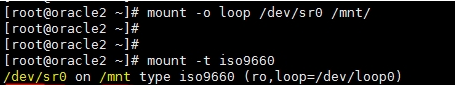 [root@oracle2 ~]# mount -o loop /dev/sr0 /mnt/
[root@oracle2 ~]#
[root@oracle2 ~]#
[root@oracle2 ~]# mount -t iso9660
/dev/sr0 on /mnt type iso9660 (ro,loop=/dev/loop0)